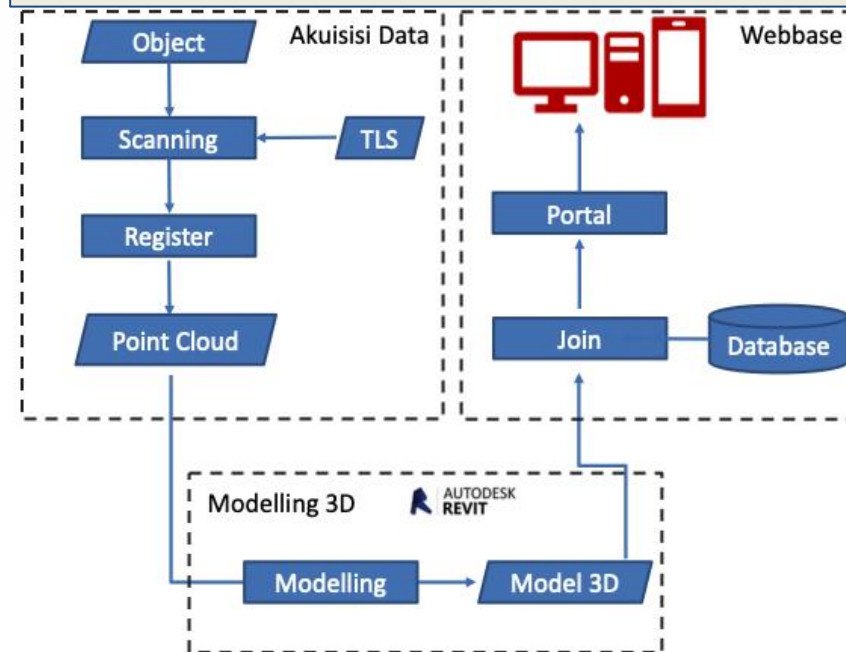 Akuisisi Data
Object
Scanning
TLS
Register
Point Cloud
Webbase
Portal
Join
Database
Modelling 3D
AUTODESK
REVIT
Modelling
Model 3D